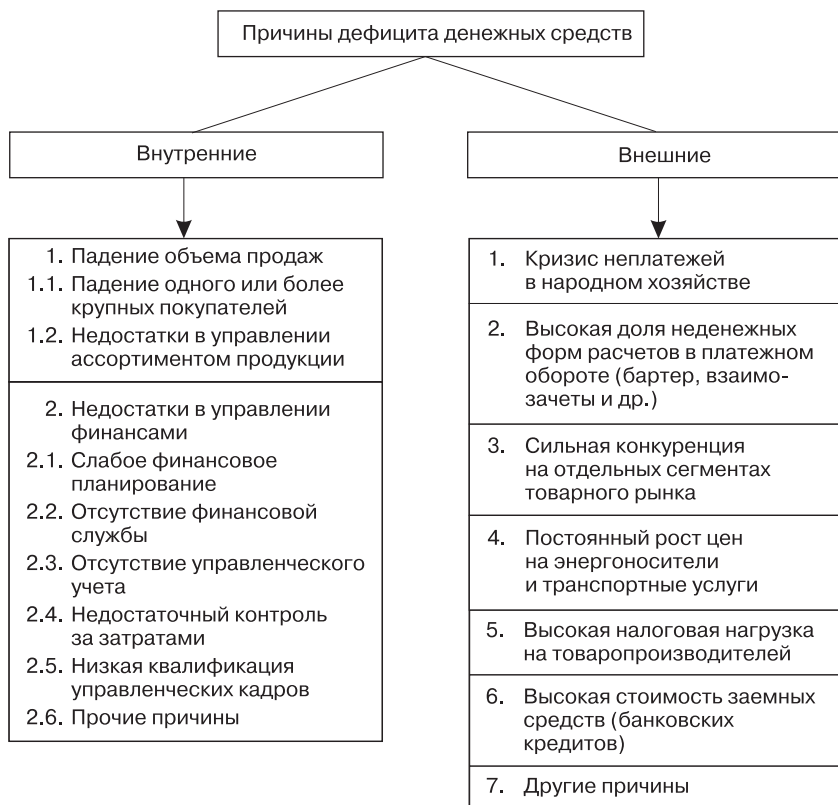 Причины дефицита денежных средств
Внутренние
1. Падение объема продаж
1.1. Падение одного или более
крупных покупателей
1.2. Недостатки в управлении
ассортиментом продукции
2. Недостатки в управлении
финансами
2.1. Слабое финансовое
планирование
2.2. Отсутствие финансовой
службы
2.3. Отсутствие управленческого
учета
2.4. Недостаточный контроль
за затратами
2.5. Низкая квалификация
управленческих кадров
2.6. Прочие причины
Внешние
1. Кризис неплатежей
в народном хозяйстве
2. Высокая доля неденежных
форм расчетов в платежном
обороте (бартер, взаимо-
зачеты и др.)
3. Сильная конкуренция
на отдельных сегментах
товарного рынка
4. Постоянный рост цен
на энергоносители
и транспортные услуги
5. Высокая налоговая нагрузка
на товаропроизводителей
6. Высокая стоимость заемных
средств (банковских
кредитов)
7. Другие причины